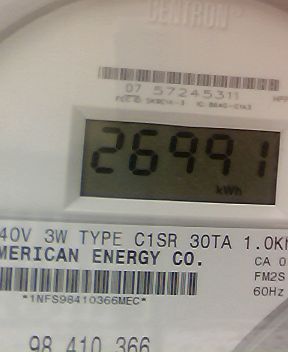 CENTRON®
07 57245311
26991
kWh
40V 3W TYPE C1SR 30TA 1.0Kh
MERICAN ENERGY CO.
CA 0
FM2S
60Hz
*1NFS98410366MEC*
98 410 366